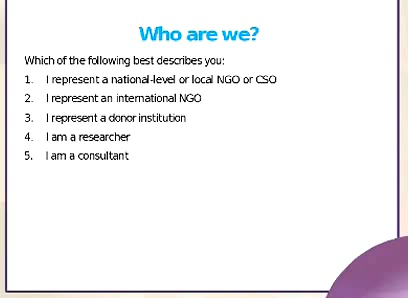 Who are we?
Which of the following best describes you:
1. I represent a national-level or local NGO or CSO
2. I represent an international NGO
3. I represent a donor institution
4. I am a researcher
5. I am a consultant